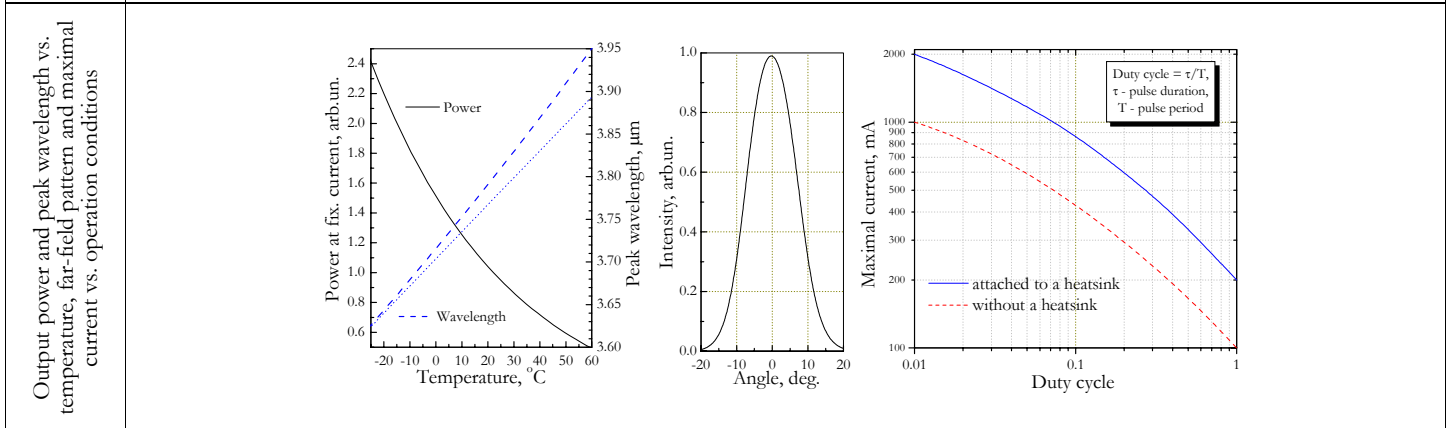 Output power and peak wavelength vs.
temperature, far-field pattern and maximal
current vs. operation conditions
Power at fix. current, arb.un.
2.4
2.2
2.0
1.8
1.6
1.4
1.2
1.0
0.8
0.6
Power
Wavelength
-20 -10 0 10 20 30 40 50 60
Temperature, °C
3.95
3.90
3.85
3.80
3.75
3.70
3.65
3.60
Peak wavelength, μm
Intensity, arb.un.
1.0
0.8
0.6
0.4
0.2
0.0
-20 -10 0 10 20
Angle, deg.
Maximal current, mA
2000
1000
900
800
700
600
500
400
300
200
100
Duty cycle = τ/T,
τ - pulse duration,
T - pulse period
attached to a heatsink
without a heatsink
0.01 0.1 1
Duty cycle